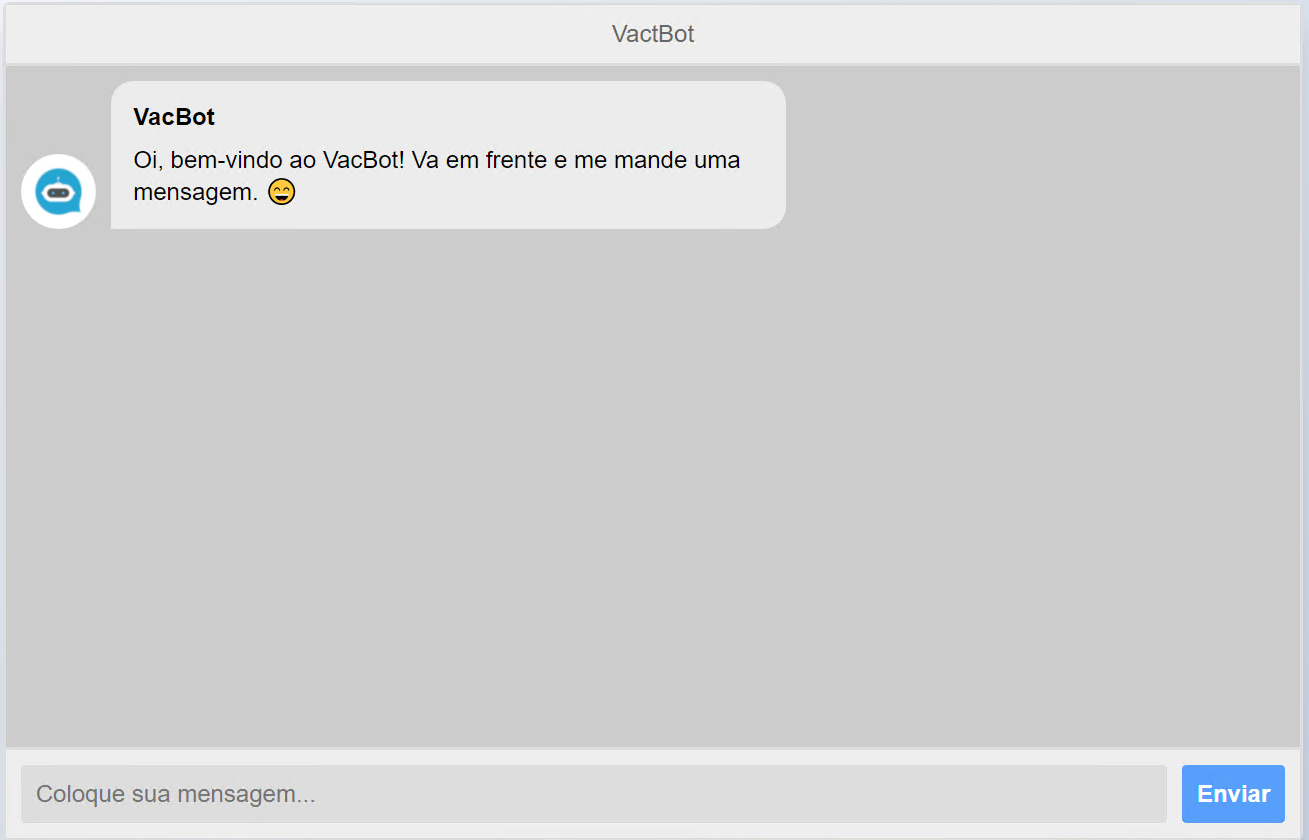 VactBot
VacBot
Oi, bem-vindo ao VacBot! Va em frente e me mande uma
mensagem. 😄
Coloque sua mensagem...
Enviar